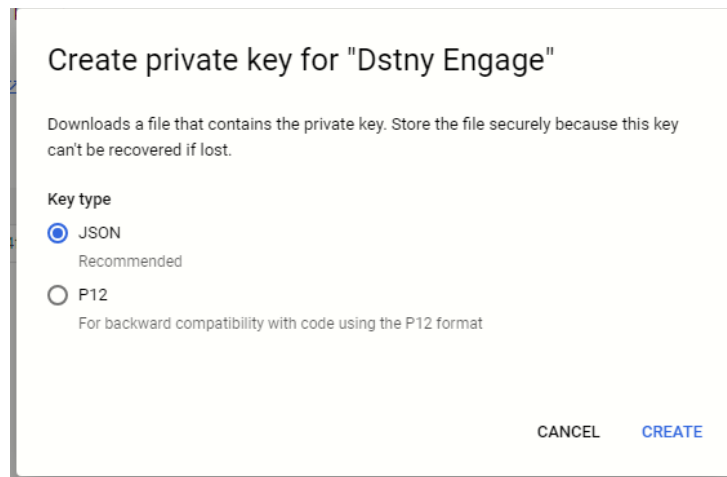 Create private key for "Dstny Engage"
Downloads a file that contains the private key. Store the file securely because this key
can't be recovered if lost.
Key type
JSON
Recommended
P12
For backward compatibility with code using the P12 format
CANCEL CREATE